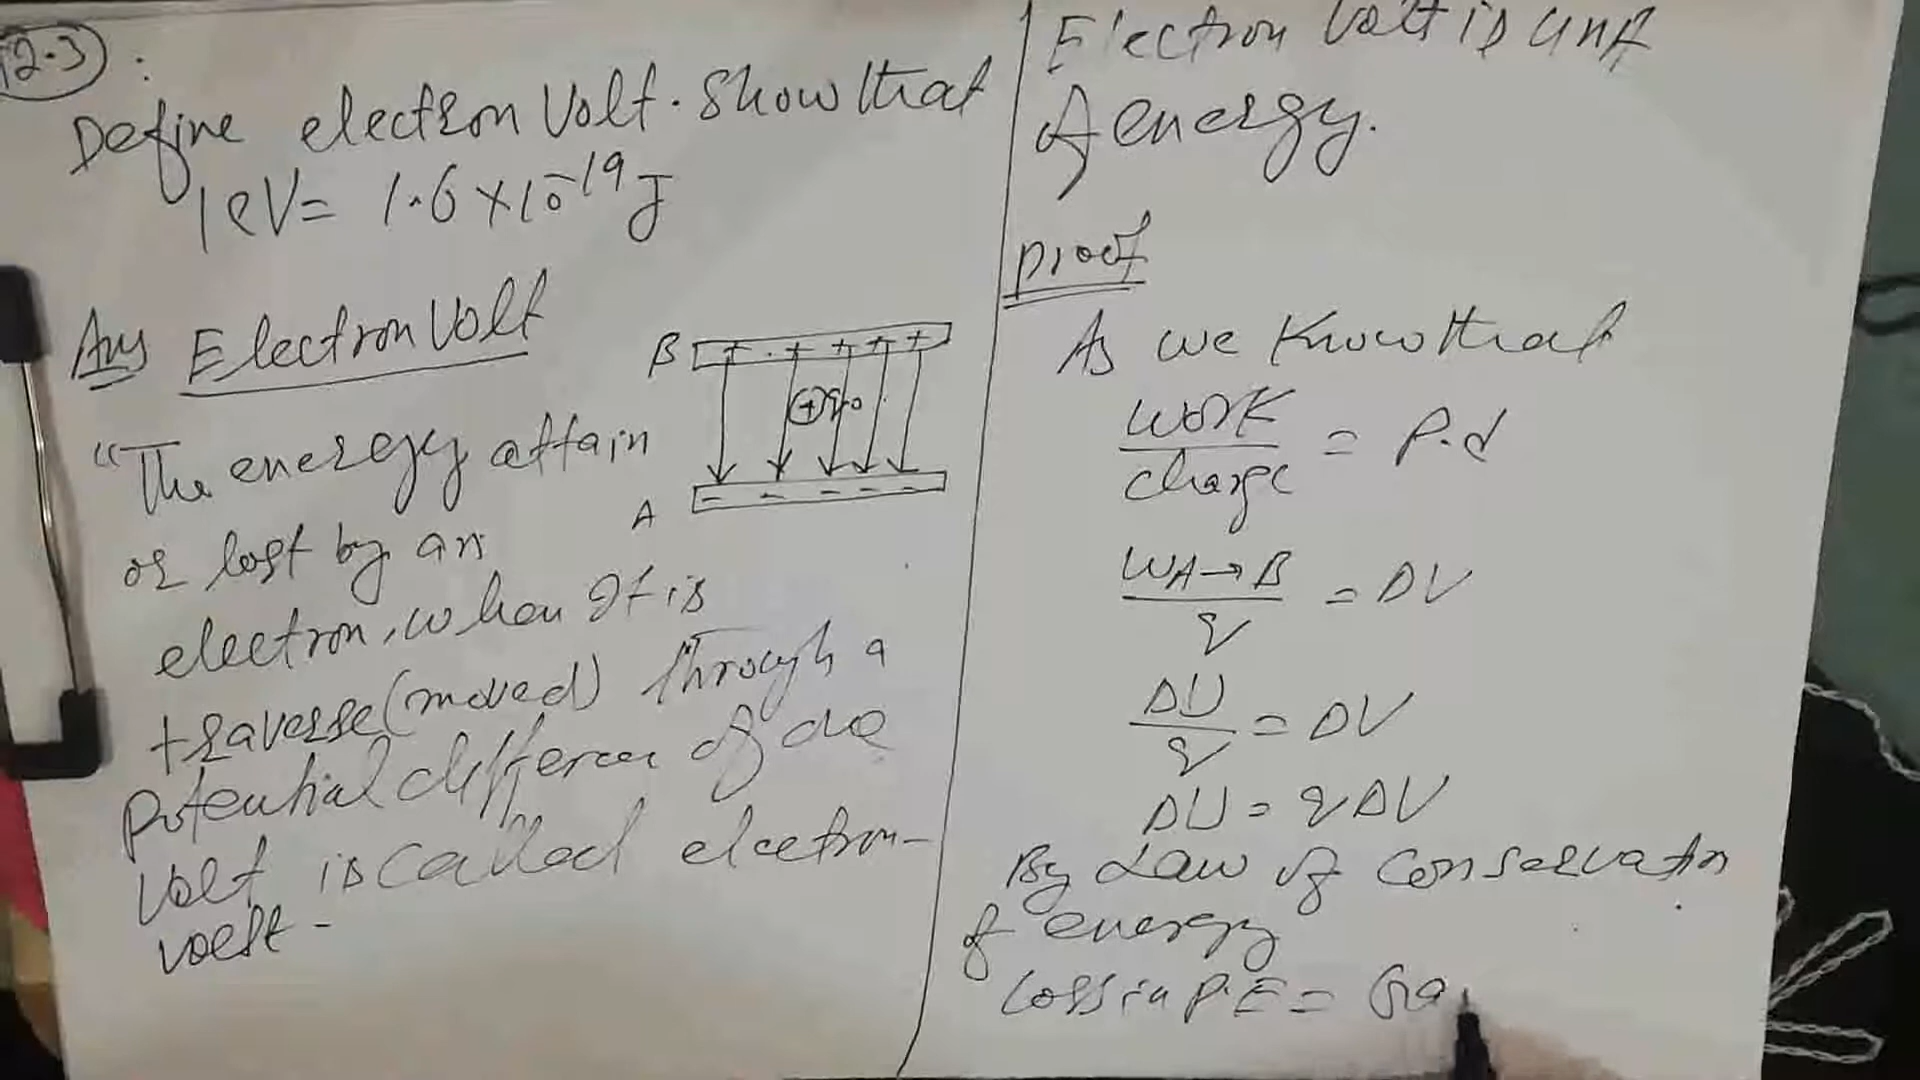 12.3 :
Define electron Volt. Show that
1eV = 1.6 × 10⁻¹⁹ J
Ans Electron Volt
B + + + + +
⊕q₀
A - - - - -
"The energy attain
or lost by an
electron, when It is
traverse (moved) through a
potential difference of one
Volt is called electron-
volt -
Electron Volt is unit
of energy.
Proof
As we Know that
work/charge = P.d
W A→B/q = ΔV
ΔU/q = ΔV
ΔU = qΔV
By Law of Conservation
of energy
Loss in P.E = Ga